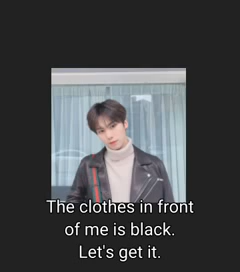 The clothes in front
of me is black.
Let's get it.